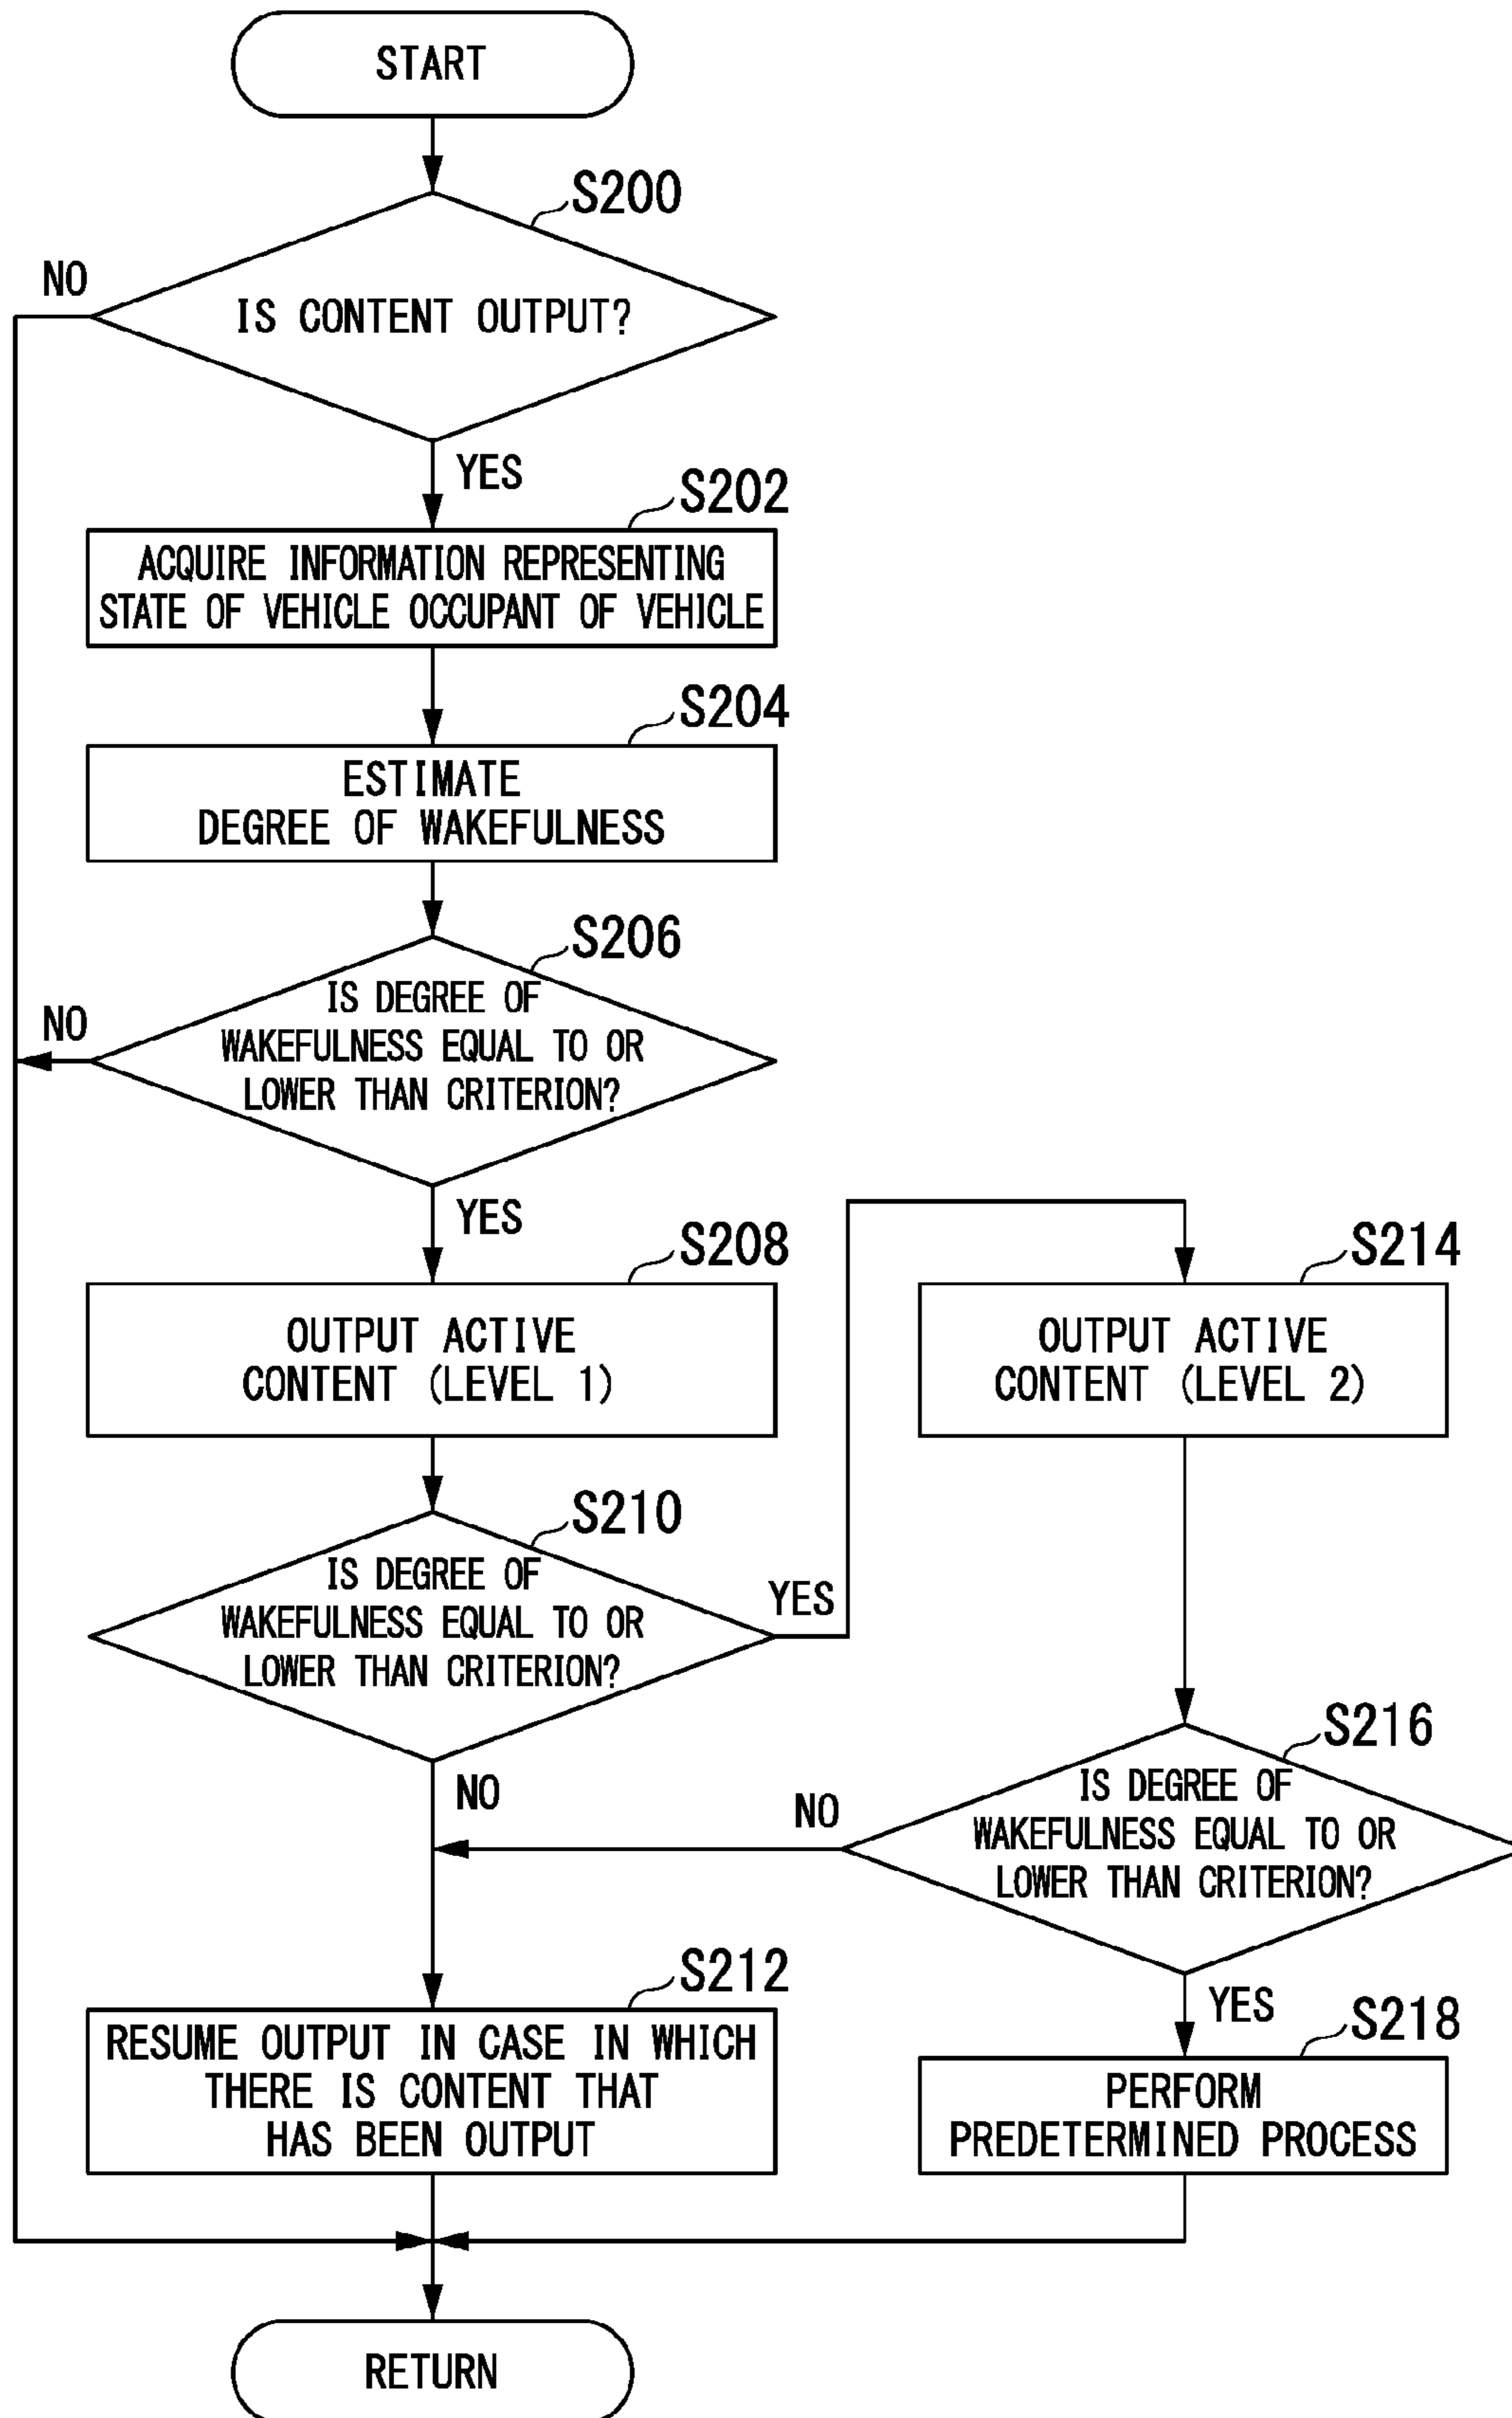 START
S200
NO
IS CONTENT OUTPUT?
YES
S202
ACQUIRE INFORMATION REPRESENTING
STATE OF VEHICLE OCCUPANT OF VEHICLE
S204
ESTIMATE
DEGREE OF WAKEFULNESS
S206
NO
IS DEGREE OF
WAKEFULNESS EQUAL TO OR
LOWER THAN CRITERION?
YES
S208
OUTPUT ACTIVE
CONTENT (LEVEL 1)
S210
IS DEGREE OF
WAKEFULNESS EQUAL TO OR
LOWER THAN CRITERION?
YES
NO
S214
OUTPUT ACTIVE
CONTENT (LEVEL 2)
S216
NO
IS DEGREE OF
WAKEFULNESS EQUAL TO OR
LOWER THAN CRITERION?
YES
S212
RESUME OUTPUT IN CASE IN WHICH
THERE IS CONTENT THAT
HAS BEEN OUTPUT
S218
PERFORM
PREDETERMINED PROCESS
RETURN